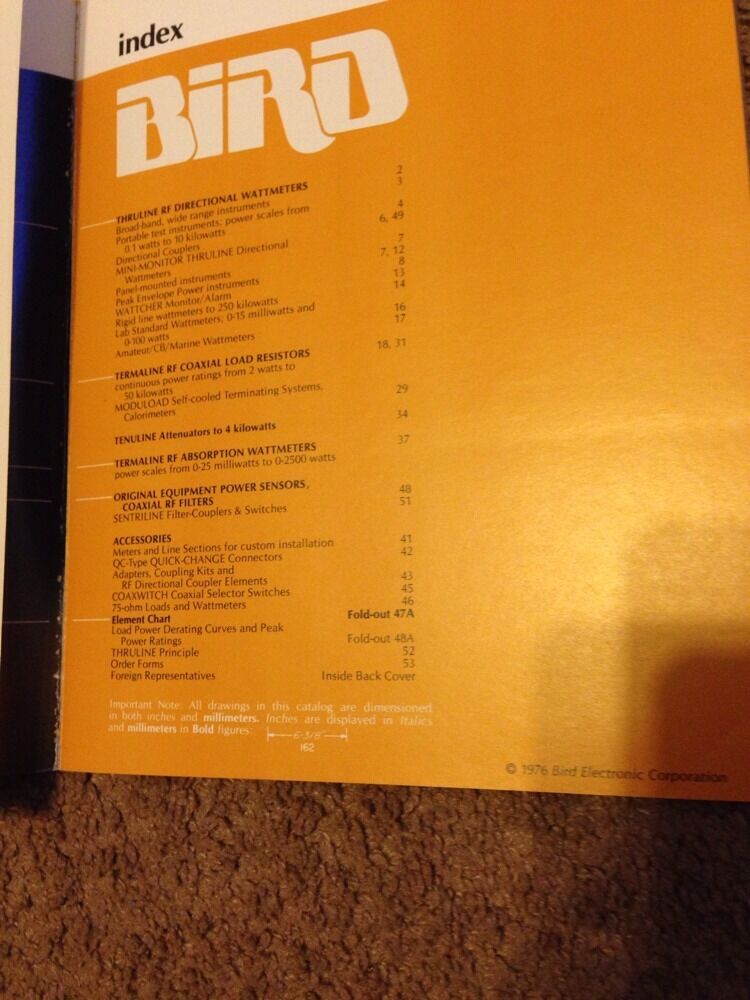 index
BIRD
THRULINE RF DIRECTIONAL WATTMETERS 2
Broad-band, wide range instruments 3
Portable test instruments; power scales from
0.1 watts to 10 kilowatts 4
Directional Couplers 6, 49
MINI-MONITOR THRULINE Directional
Wattmeters 7
Panel-mounted instruments 7, 12
Peak Envelope Power instruments 8
WATTCHER Monitor/Alarm 13
Rigid line wattmeters to 250 kilowatts 14
Lab Standard Wattmeters; 0-15 milliwatts and
0-100 watts 16
Amateur/CB/Marine Wattmeters 17
TERMALINE RF COAXIAL LOAD RESISTORS 18, 31
continuous power ratings from 2 watts to
50 kilowatts
MODULOAD Self-cooled Terminating Systems,
Calorimeters 29
TENULINE Attenuators to 4 kilowatts 34
TERMALINE RF ABSORPTION WATTMETERS 37
power scales from 0-25 milliwatts to 0-2500 watts
ORIGINAL EQUIPMENT POWER SENSORS,
COAXIAL RF FILTERS 48
SENTRILINE Filter-Couplers & Switches 51
ACCESSORIES
Meters and Line Sections for custom installation 41
QC-Type QUICK-CHANGE Connectors 42
Adapters, Coupling Kits and
RF Directional Coupler Elements 43
COAXWITCH Coaxial Selector Switches 45
75-ohm Loads and Wattmeters 46
Element Chart Fold-out 47A
Load Power Derating Curves and Peak
Power Ratings Fold-out 48A
THRULINE Principle 52
Order Forms 53
Foreign Representatives Inside Back Cover
Important Note: All drawings in this catalog are dimensioned
in both inches and millimeters. Inches are displayed in Italics
and millimeters in Bold figures:
6-3/8"
162
© 1976 Bird Electronic Corporation